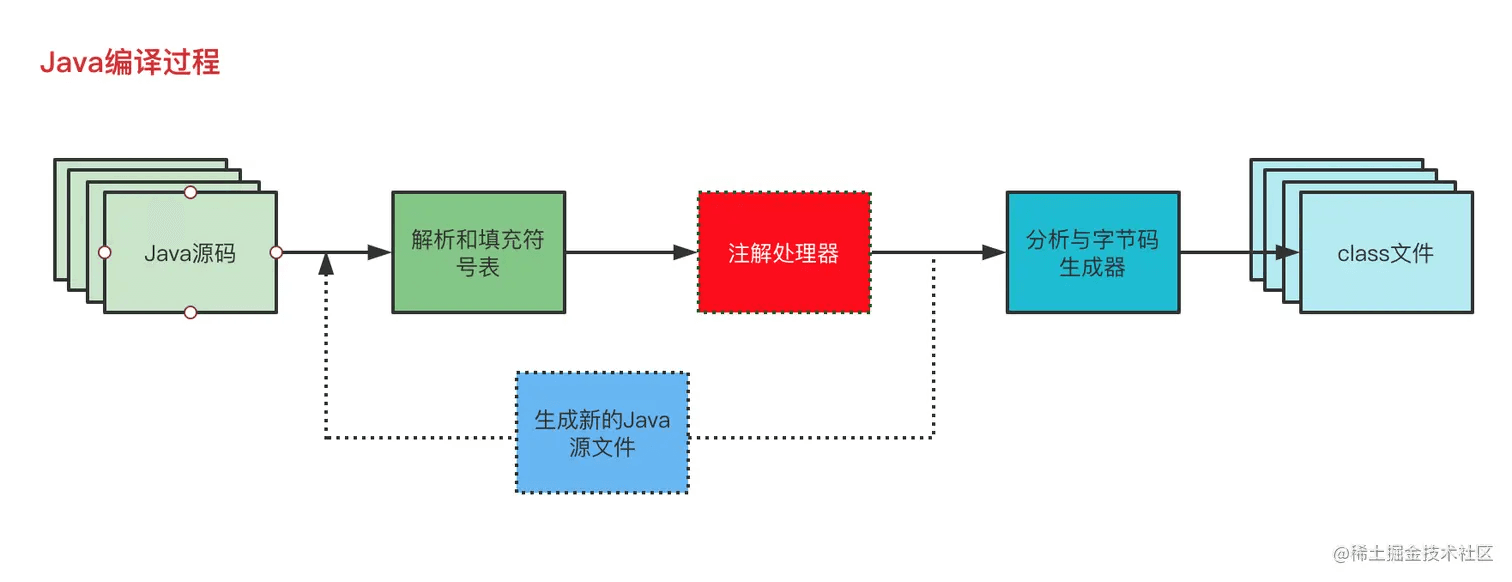 Java编译过程
Java源码
解析和填充符
号表
注解处理器
分析与字节码
生成器
class文件
生成新的Java
源文件
@稀土掘金技术社区